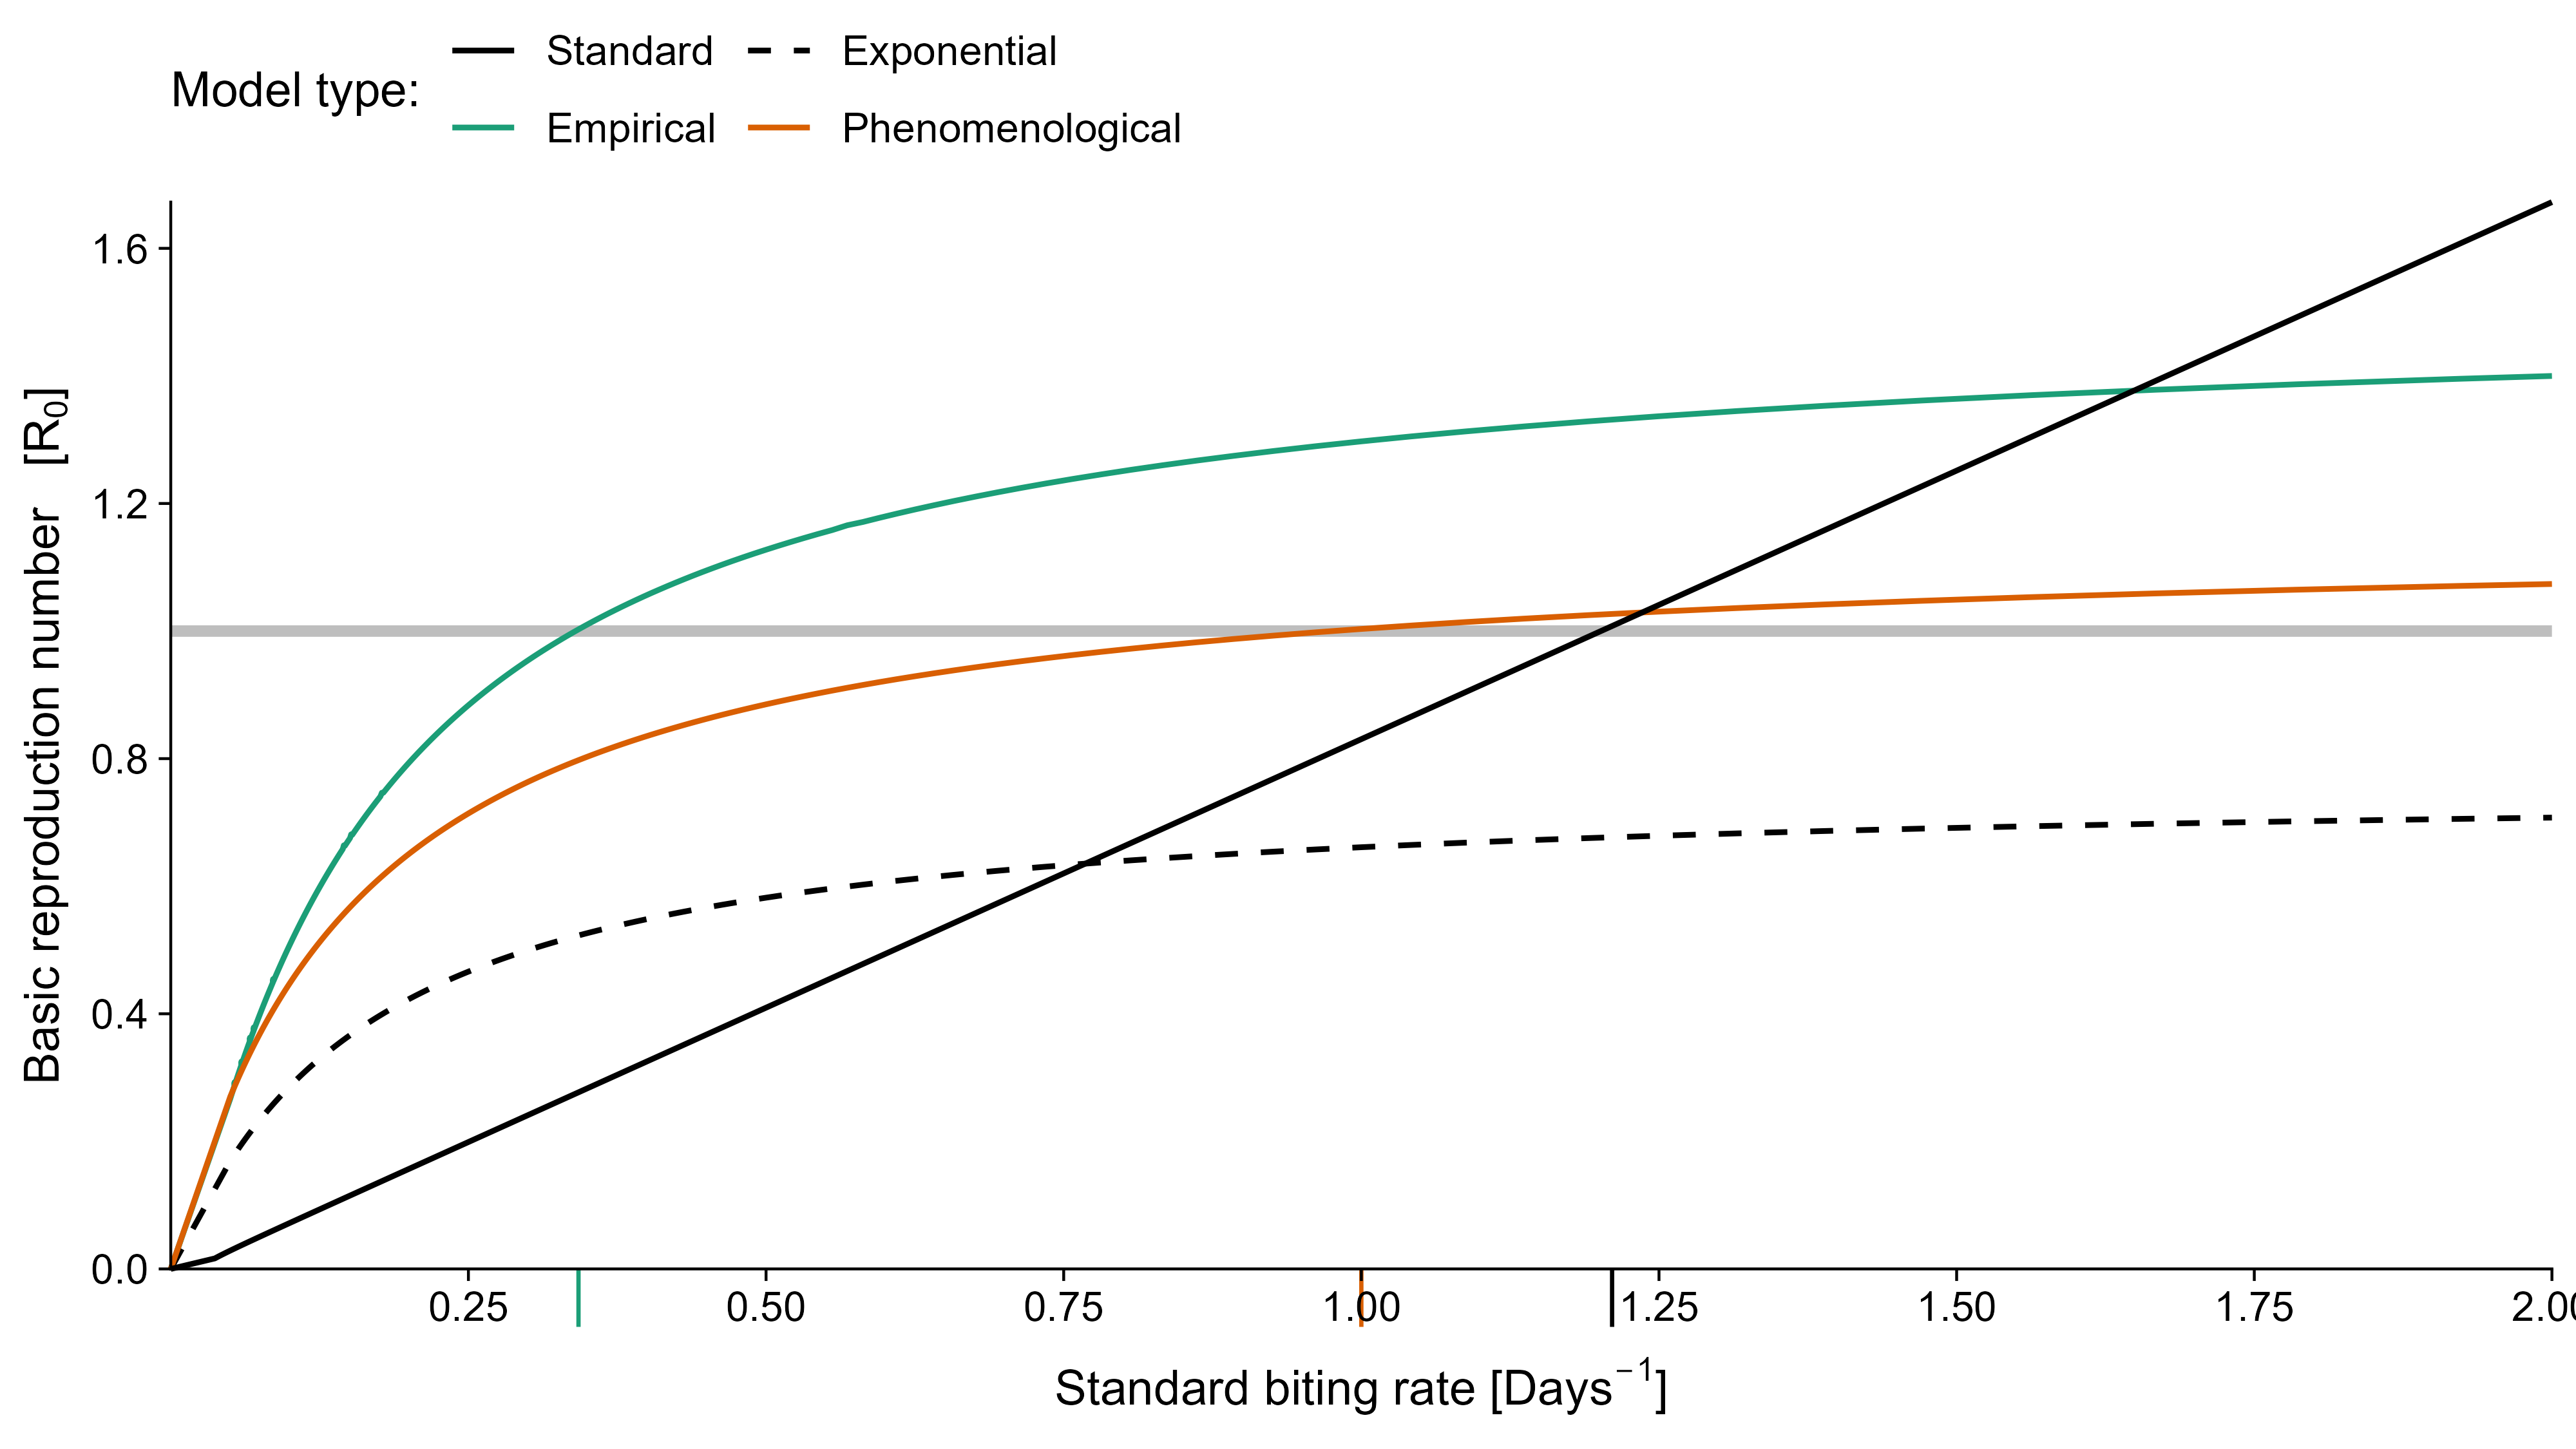 Model type:
Standard
Exponential
Empirical
Phenomenological
Basic reproduction number [R₀]
1.6
1.2
0.8
0.4
0.0
0.25 0.50 0.75 1.00 1.25 1.50 1.75 2.00
Standard biting rate [Days⁻¹]